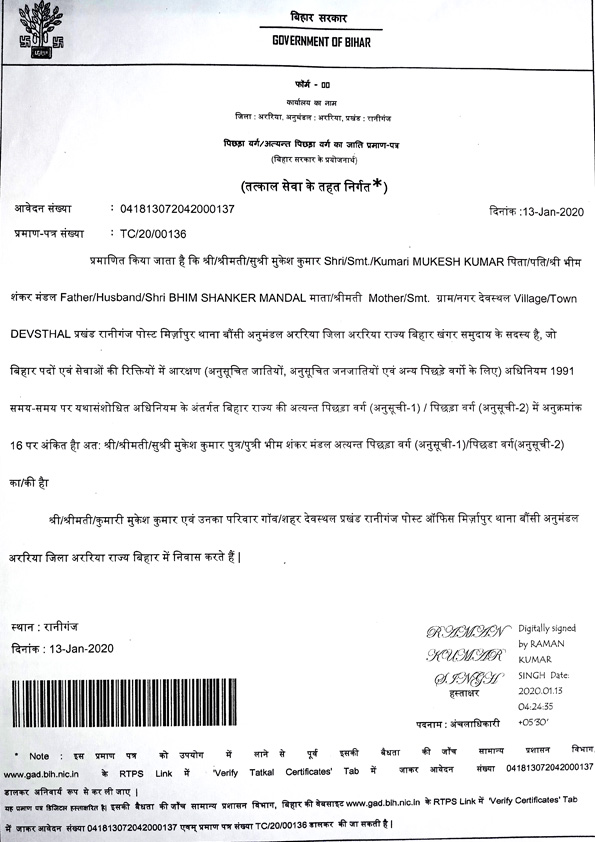 बिहार सरकार
GOVERNMENT OF BIHAR
फॉर्म - 00
कार्यालय का नाम
जिला : अररिया, अनुमंडल : अररिया, प्रखंड : रानीगंज
पिछड़ा वर्ग/अत्यन्त पिछड़ा वर्ग का जाति प्रमाण-पत्र
(बिहार सरकार के प्रयोजनार्थ)
(तत्काल सेवा के तहत निर्गत*)
आवेदन संख्या : 041813072042000137 दिनांक :13-Jan-2020
प्रमाण-पत्र संख्या : TC/20/00136
प्रमाणित किया जाता है कि श्री/श्रीमती/सुश्री मुकेश कुमार Shri/Smt./Kumari MUKESH KUMAR पिता/पति/श्री भीम
शंकर मंडल Father/Husband/Shri BHIM SHANKER MANDAL माता/श्रीमती Mother/Smt. ग्राम/नगर देवस्थल Village/Town
DEVSTHAL प्रखंड रानीगंज पोस्ट मिर्ज़ापुर थाना बौंसी अनुमंडल अररिया जिला अररिया राज्य बिहार खंगर समुदाय के सदस्य है, जो
बिहार पदों एवं सेवाओं की रिक्तियों में आरक्षण (अनुसूचित जातियों, अनुसूचित जनजातियों एवं अन्य पिछड़े वर्गो के लिए) अधिनियम 1991
समय-समय पर यथासंशोधित अधिनियम के अंतर्गत बिहार राज्य की अत्यन्त पिछड़ा वर्ग (अनुसूची-1) / पिछड़ा वर्ग (अनुसूची-2) में अनुक्रमांक
16 पर अंकित है। अत: श्री/श्रीमती/सुश्री मुकेश कुमार पुत्र/पुत्री भीम शंकर मंडल अत्यन्त पिछड़ा वर्ग (अनुसूची-1)/पिछडा वर्ग(अनुसूची-2)
का/की है।
श्री/श्रीमती/कुमारी मुकेश कुमार एवं उनका परिवार गॉव/शहर देवस्थल प्रखंड रानीगंज पोस्ट ऑफिस मिर्ज़ापुर थाना बौंसी अनुमंडल
अररिया जिला अररिया राज्य बिहार में निवास करते हैं |
स्थान : रानीगंज
दिनांक : 13-Jan-2020
RAMAN
KUMAR
SINGH
Digitally signed
by RAMAN
KUMAR
SINGH Date:
2020.01.13
04:24:35
+05'30'
हस्ताक्षर
पदनाम : अंचलाधिकारी
* Note : इस प्रमाण पत्र को उपयोग में लाने से पूर्व इसकी बैधता की जाँच सामान्य प्रशासन विभाग,
www.gad.bih.nic.in के RTPS Link में 'Verify Tatkal Certificates' Tab में जाकर आवेदन संख्या 041813072042000137
डालकर अनिवार्य रूप से कर ली जाए |
यह प्रमाण पत्र डिजिटल हस्ताक्षरित है| इसकी बैधता की जाँच सामान्य प्रशासन विभाग, बिहार की वेबसाइट www.gad.bih.nic.in के RTPS Link में 'Verify Certificates' Tab
में जाकर आवेदन संख्या 041813072042000137 एवम् प्रमाण पत्र संख्या TC/20/00136 डालकर की जा सकती है |